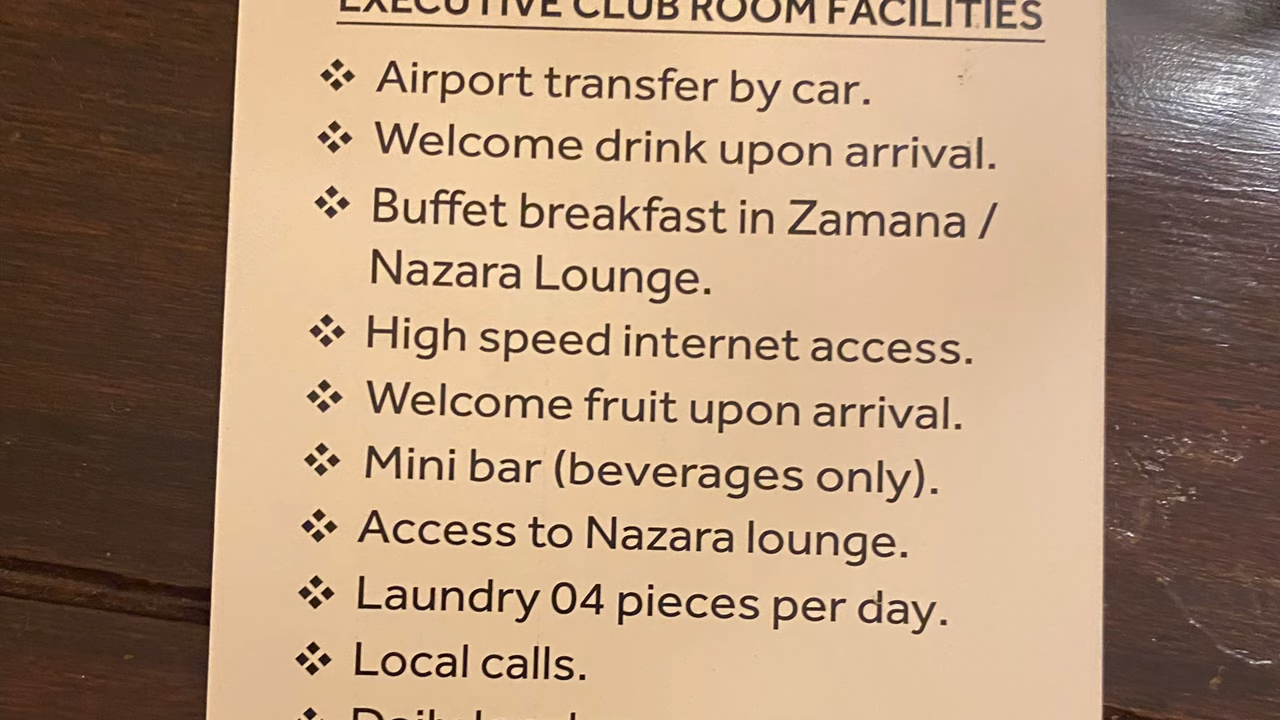 EXECUTIVE CLUB ROOM FACILITIES
❖ Airport transfer by car.
❖ Welcome drink upon arrival.
❖ Buffet breakfast in Zamana /
Nazara Lounge.
❖ High speed internet access.
❖ Welcome fruit upon arrival.
❖ Mini bar (beverages only).
❖ Access to Nazara lounge.
❖ Laundry 04 pieces per day.
❖ Local calls.